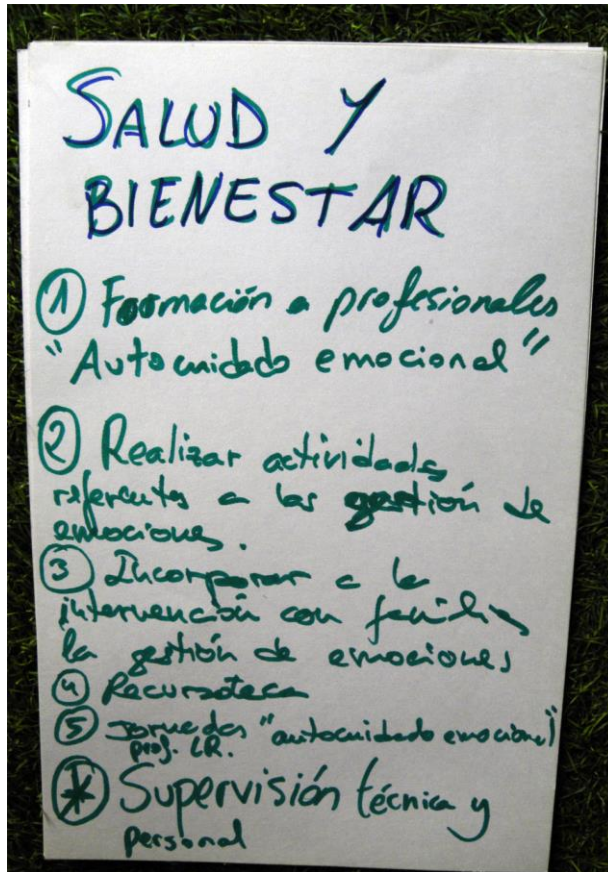 SALUD Y
BIENESTAR
① Formación a profesionales
"Autocuidado emocional"
② Realizar actividades
referentes a las gestión de
emociones.
③ Incorporar a la
intervención con familias
la gestión de emociones
④ Recursoteca
⑤ Jornadas "autocuidado emocional"
prof. LR.
* Supervisión técnica y
personal